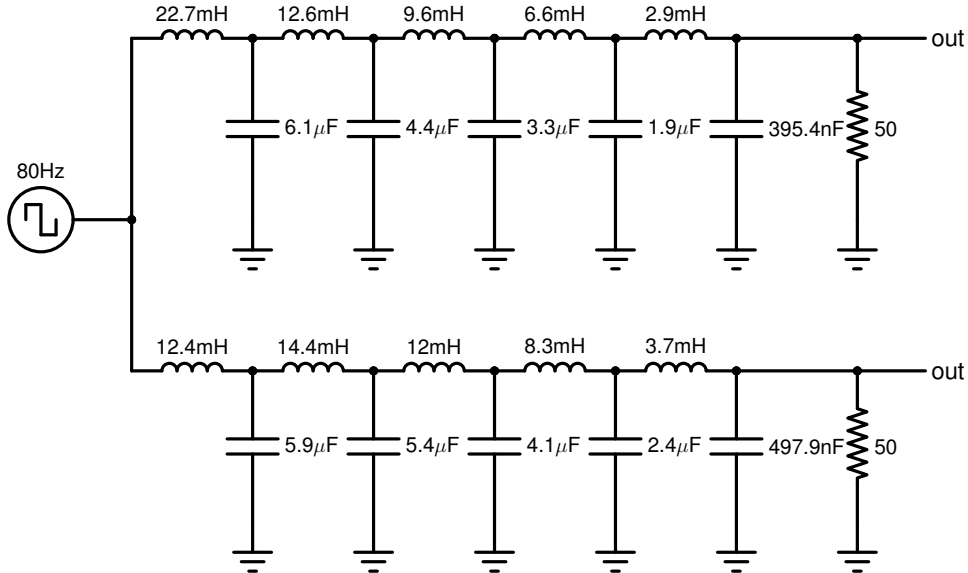 22.7mH 12.6mH 9.6mH 6.6mH 2.9mH
out
6.1μF 4.4μF 3.3μF 1.9μF 395.4nF 50
80Hz
12.4mH 14.4mH 12mH 8.3mH 3.7mH
out
5.9μF 5.4μF 4.1μF 2.4μF 497.9nF 50